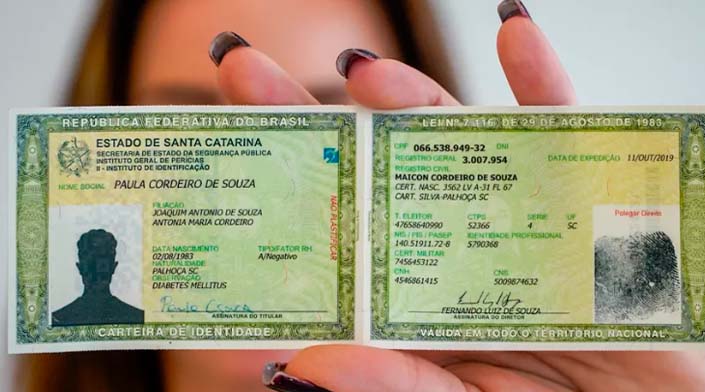 REPÚBLICA FEDERATIVA DO BRASIL
ESTADO DE SANTA CATARINA
SECRETARIA DE ESTADO DA SEGURANÇA PÚBLICA
INSTITUTO GERAL DE PERÍCIAS
II - INSTITUTO DE IDENTIFICAÇÃO
NOME SOCIAL PAULA CORDEIRO DE SOUZA
FILIAÇÃO
JOAQUIM ANTONIO DE SOUZA
ANTONIA MARIA CORDEIRO
NÃO PLASTIFICAR
DATA NASCIMENTO TIPO/FATOR RH
02/08/1983 A/Negativo
NATURALIDADE
PALHOÇA SC
OBSERVAÇÃO
DIABETES MELLITUS
ASSINATURA DO TITULAR
CARTEIRA DE IDENTIDADE
LEI Nº 7.116, DE 29 DE AGOSTO DE 1983
CPF 066.538.949-32 DNI
REGISTRO GERAL 3.007.954 DATA DE EXPEDIÇÃO 11/OUT/2019
REGISTRO CIVIL
MAICON CORDEIRO DE SOUZA
CERT. NASC. 3562 LV A-31 FL 67
CART. SILVA-PALHOÇA SC
T. ELEITOR CTPS SERIE UF
47658640990 52366 4 SC
NIS / PIS / PASEP IDENTIDADE PROFISSIONAL
140.51911.72-8 5790368
CERT. MILITAR
7456453122
CNH CNS
4546861415 5009874632
Polegar Direito
FERNANDO LUIZ DE SOUZA
ASSINATURA DO DIRETOR
VÁLIDA EM TODO O TERRITÓRIO NACIONAL